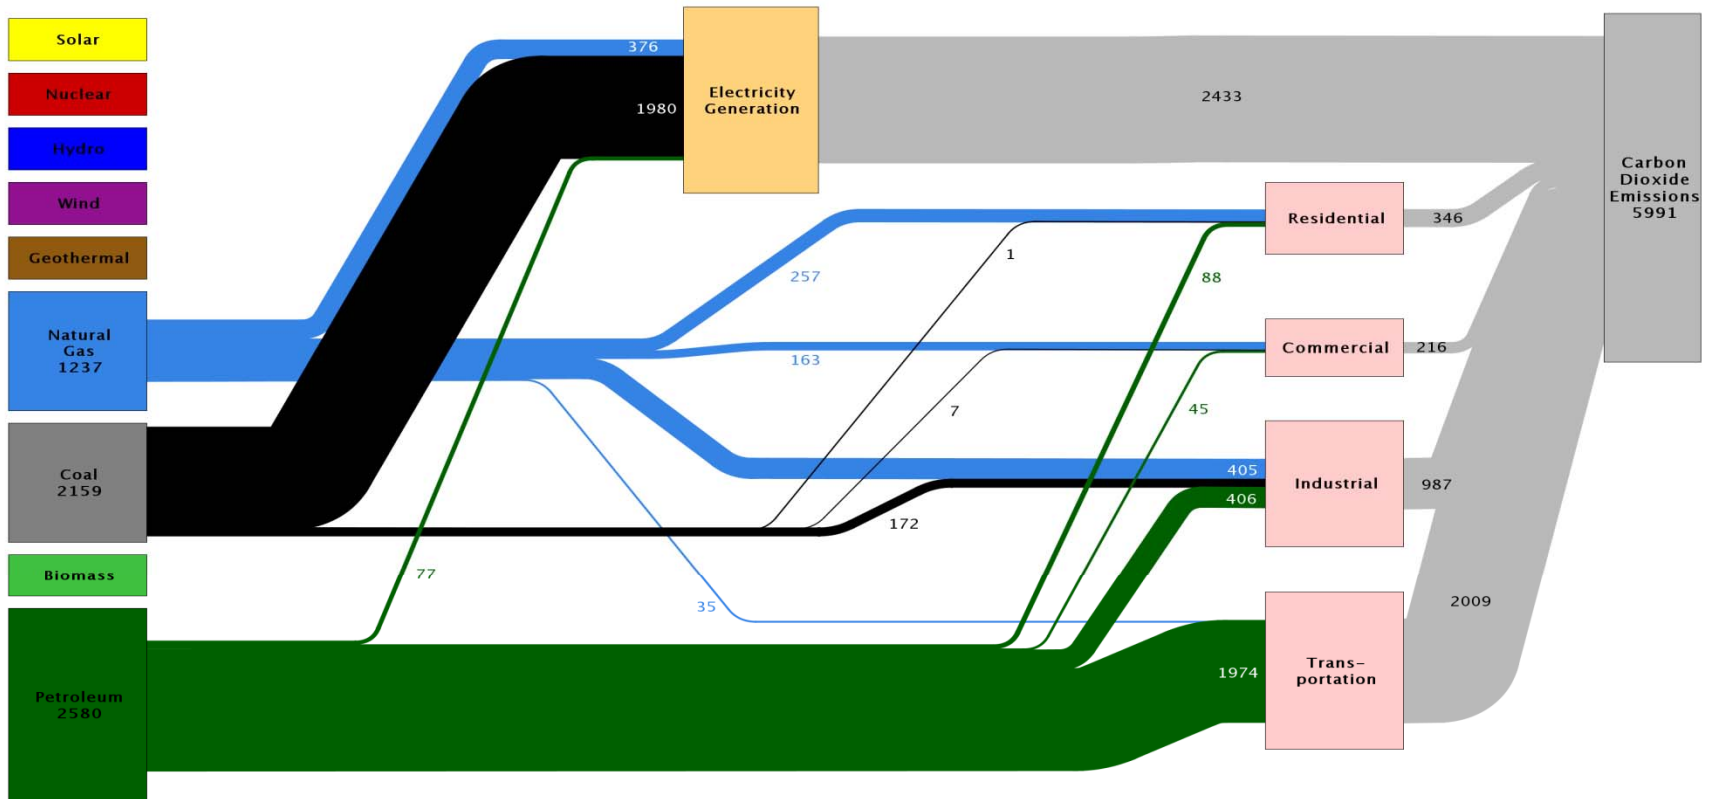 Solar
Nuclear
Hydro
Wind
Geothermal
Natural
Gas
1237
Coal
2159
Biomass
Petroleum
2580
376
1980
77
Electricity
Generation
257
163
35
1
7
172
88
45
405
406
1974
2433
Residential
346
Commercial
216
Industrial
987
Trans-
portation
2009
Carbon
Dioxide
Emissions
5991